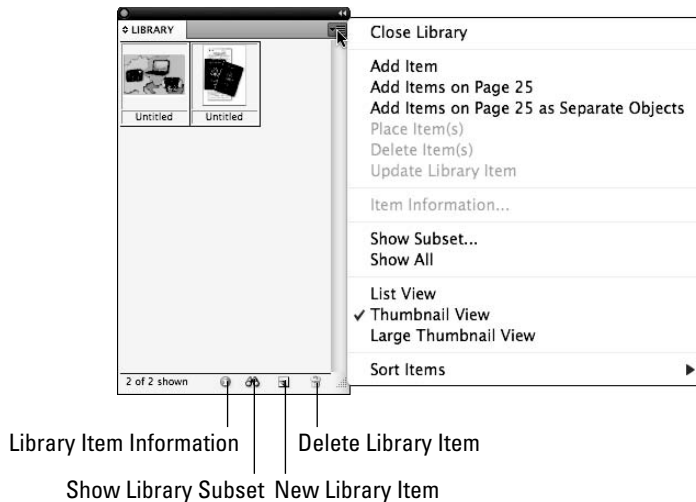 LIBRARY
Untitled
Untitled
2 of 2 shown
Close Library
Add Item
Add Items on Page 25
Add Items on Page 25 as Separate Objects
Place Item(s)
Delete Item(s)
Update Library Item
Item Information...
Show Subset...
Show All
List View
Thumbnail View
Large Thumbnail View
Sort Items
Library Item Information
Delete Library Item
Show Library Subset
New Library Item